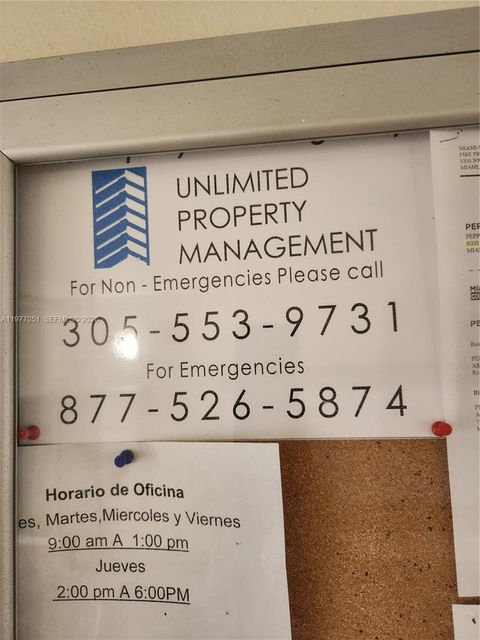 UNLIMITED
PROPERTY
MANAGEMENT
For Non - Emergencies Please call
305-553-9731
For Emergencies
877-526-5874
Horario de Oficina
es, Martes,Miercoles y Viernes
9:00 am A 1:00 pm
Jueves
2:00 pm A 6:00PM